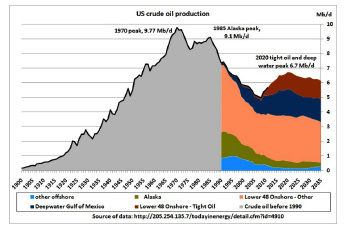 US crude oil production
Mb/d
1970 peak, 9.77 Mb/d
1985 Alaska peak,
9.1 Mb/d
2020 tight oil and deep
water peak 6.7 Mb/d
10
9
8
7
6
5
4
3
2
1
0
1900 1905 1910 1915 1920 1925 1930 1935 1940 1945 1950 1955 1960 1965 1970 1975 1980 1985 1990 1995 2000 2005 2010 2015 2020 2025 2030 2035
other offshore Alaska Lower 48 Onshore - Other
Deepwater Gulf of Mexico Lower 48 Onshore - Tight Oil Crude oil before 1990
Source of data: http://205.254.135.7/todayinenergy/detail.cfm?id=4910